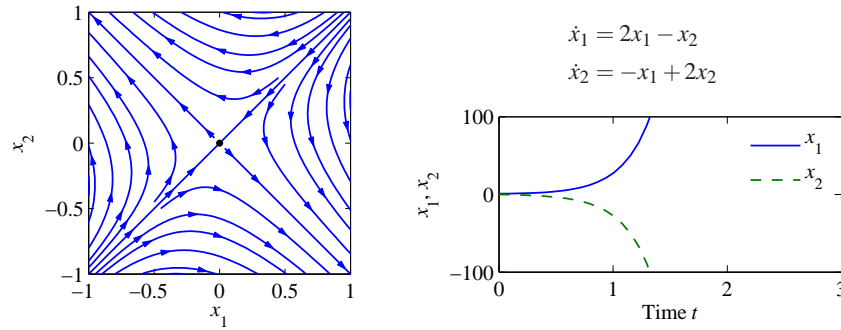 1
0.5
0
−0.5
−1
−1 −0.5 0 0.5 1
x₂
x₁
ẋ₁ = 2x₁ − x₂
ẋ₂ = −x₁ + 2x₂
100
0
−100
0 1 2 3
x₁, x₂
Time t
x₁
x₂